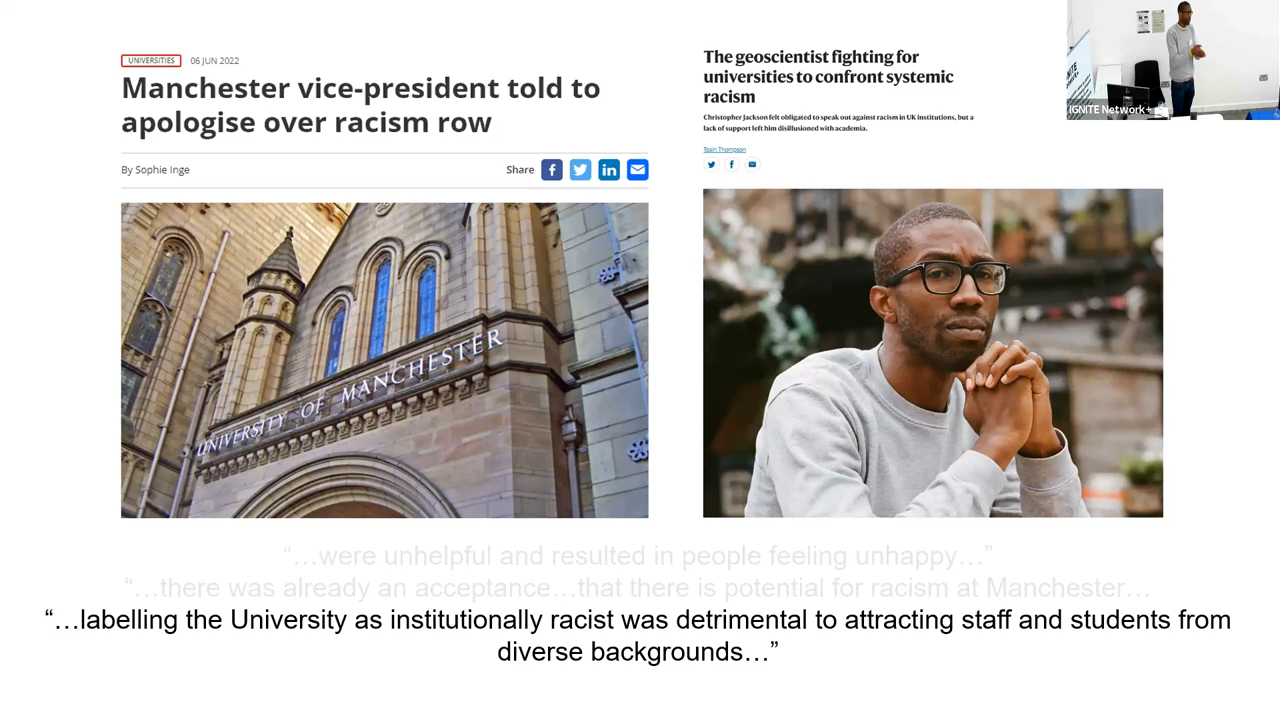 UNIVERSITIES 06 JUN 2022
Manchester vice-president told to
apologise over racism row
By Sophie Inge
Share
UNIVERSITY OF MANCHESTER
The geoscientist fighting for
universities to confront systemic
racism
Christopher Jackson felt obligated to speak out against racism in UK institutions, but a
lack of support left him disillusioned with academia.
Tosin Thompson
IGNITE Network+
“…were unhelpful and resulted in people feeling unhappy…”
“…there was already an acceptance…that there is potential for racism at Manchester…
“…labelling the University as institutionally racist was detrimental to attracting staff and students from
diverse backgrounds…”